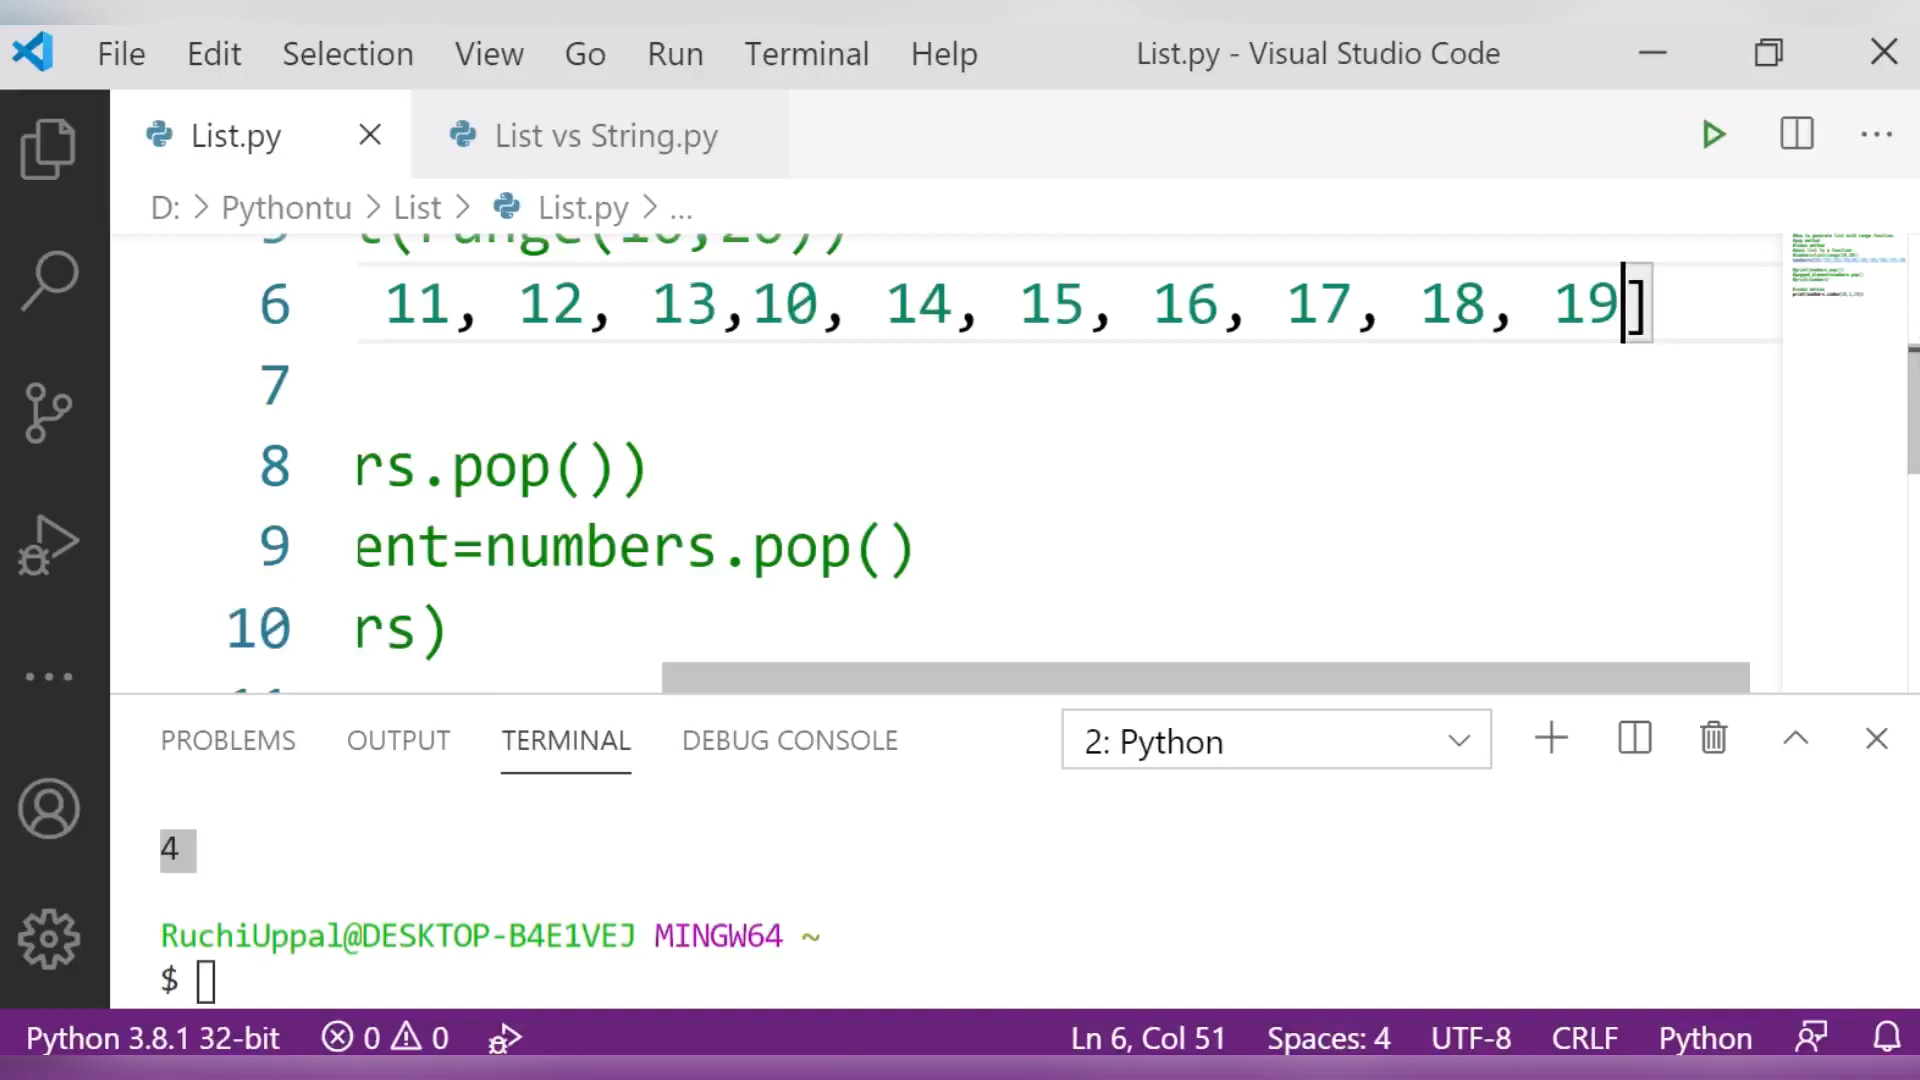 File Edit Selection View Go Run Terminal Help List.py - Visual Studio Code
List.py List vs String.py
D: > Pythontu > List > List.py > ...
t(range(10,20))
6 11, 12, 13,10, 14, 15, 16, 17, 18, 19]
7
8 rs.pop())
9 ent=numbers.pop()
10 rs)
PROBLEMS OUTPUT TERMINAL DEBUG CONSOLE 2: Python
4
RuchiUppal@DESKTOP-B4E1VEJ MINGW64 ~
$
Python 3.8.1 32-bit 0 0 Ln 6, Col 51 Spaces: 4 UTF-8 CRLF Python